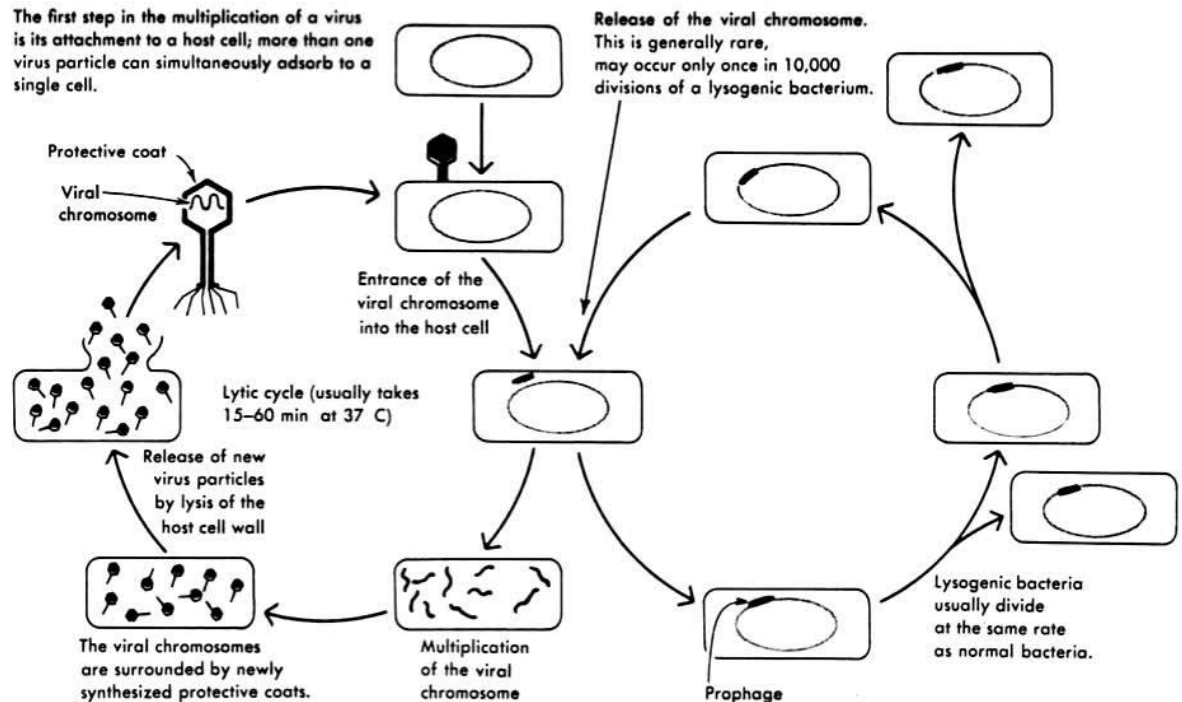 The first step in the multiplication of a virus
is its attachment to a host cell; more than one
virus particle can simultaneously adsorb to a
single cell.
Release of the viral chromosome.
This is generally rare,
may occur only once in 10,000
divisions of a lysogenic bacterium.
Protective coat
Viral
chromosome
Entrance of the
viral chromosome
into the host cell
Lytic cycle (usually takes
15–60 min at 37 C)
Release of new
virus particles
by lysis of the
host cell wall
The viral chromosomes
are surrounded by newly
synthesized protective coats.
Multiplication
of the viral
chromosome
Prophage
Lysogenic bacteria
usually divide
at the same rate
as normal bacteria.